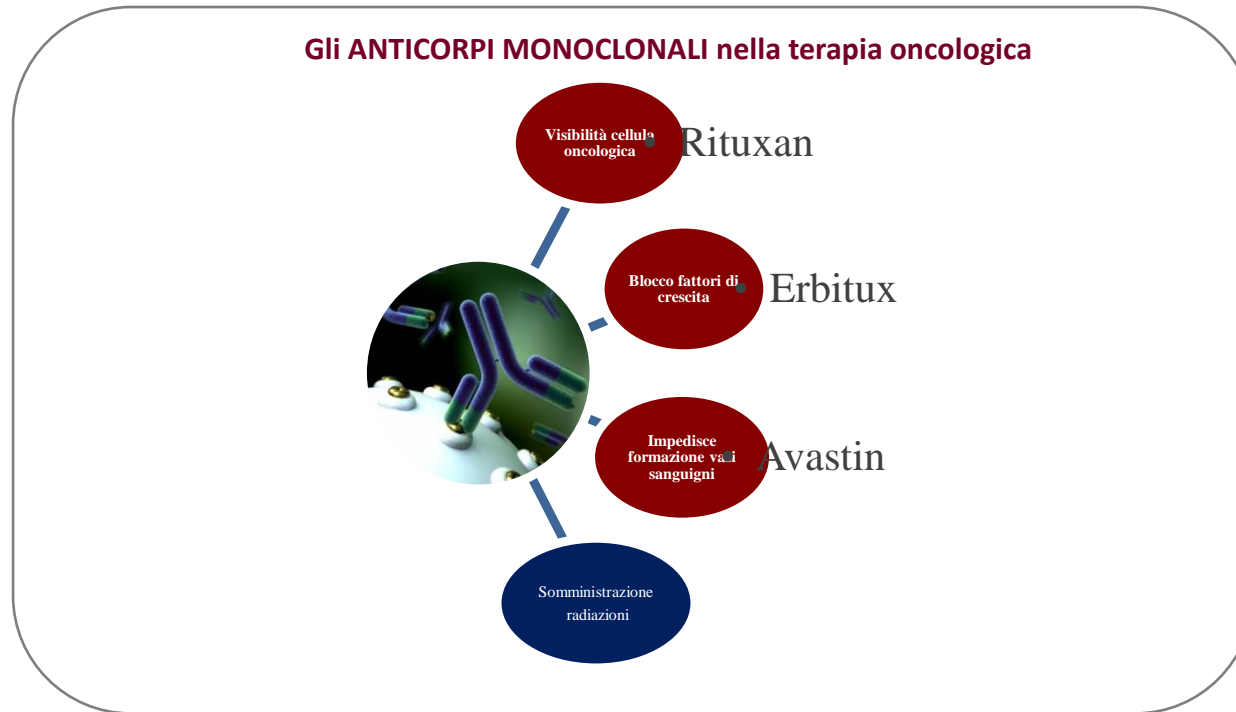 Gli ANTICORPI MONOCLONALI nella terapia oncologica
Visibilità cellula
oncologica
• Rituxan
Blocco fattori di
crescita
• Erbitux
Impedisce
formazione vasi
sanguigni
• Avastin
Somministrazione
radiazioni